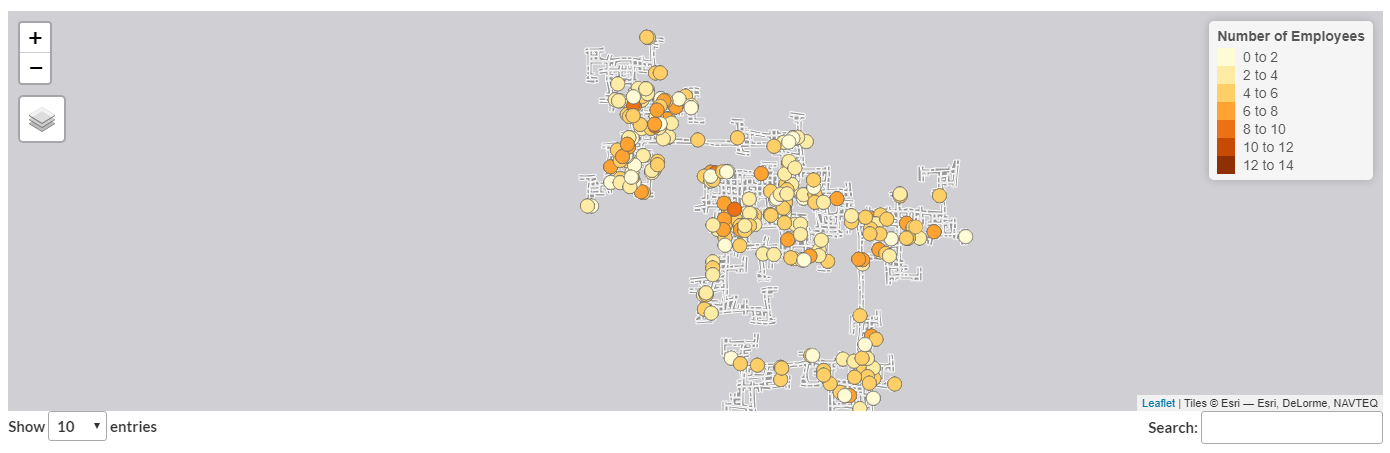 +
−
Number of Employees
0 to 2
2 to 4
4 to 6
6 to 8
8 to 10
10 to 12
12 to 14
Leaflet | Tiles © Esri — Esri, DeLorme, NAVTEQ
Show 10 entries
Search: